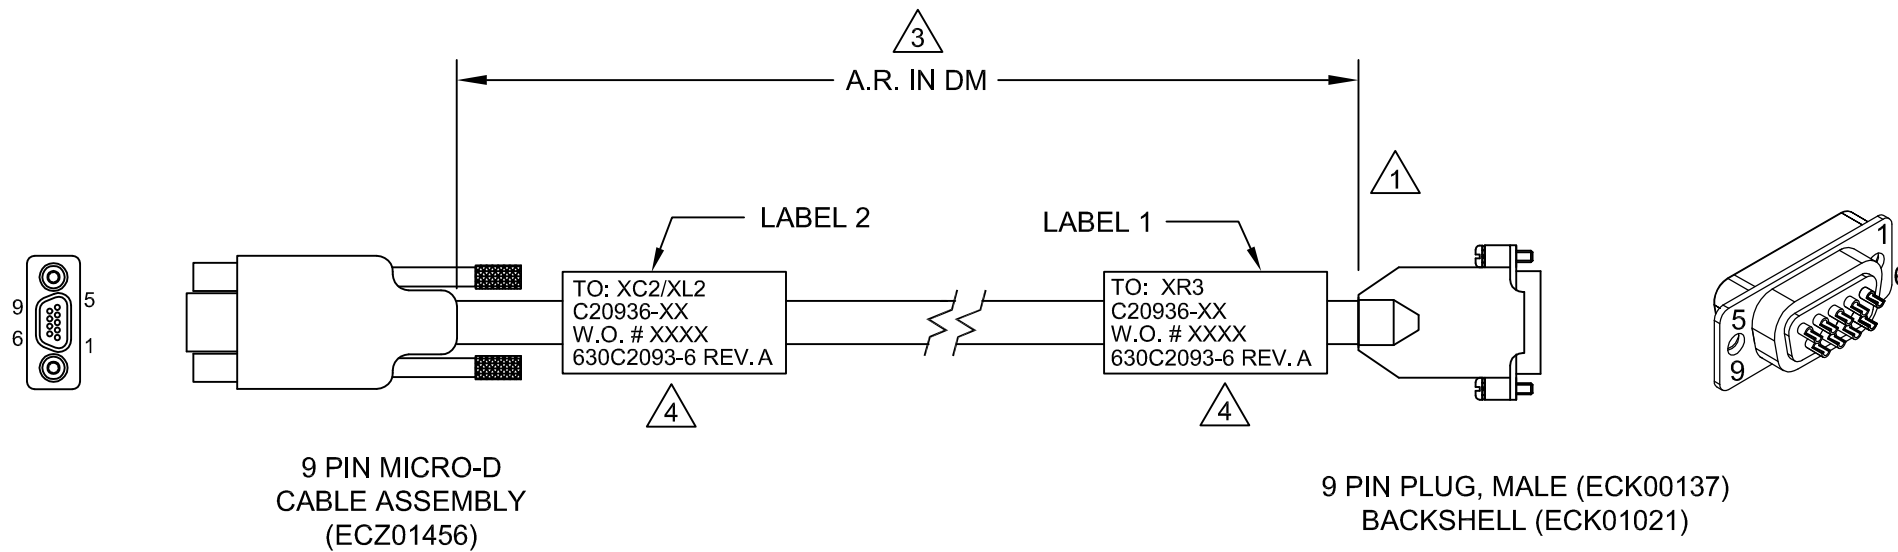 3
A.R. IN DM
1
LABEL 2
LABEL 1
TO: XC2/XL2
C20936-XX
W.O. # XXXX
630C2093-6 REV. A
TO: XR3
C20936-XX
W.O. # XXXX
630C2093-6 REV. A
4
4
9
5
6
1
1
6
5
9
9 PIN MICRO-D
CABLE ASSEMBLY
(ECZ01456)
9 PIN PLUG, MALE (ECK00137)
BACKSHELL (ECK01021)